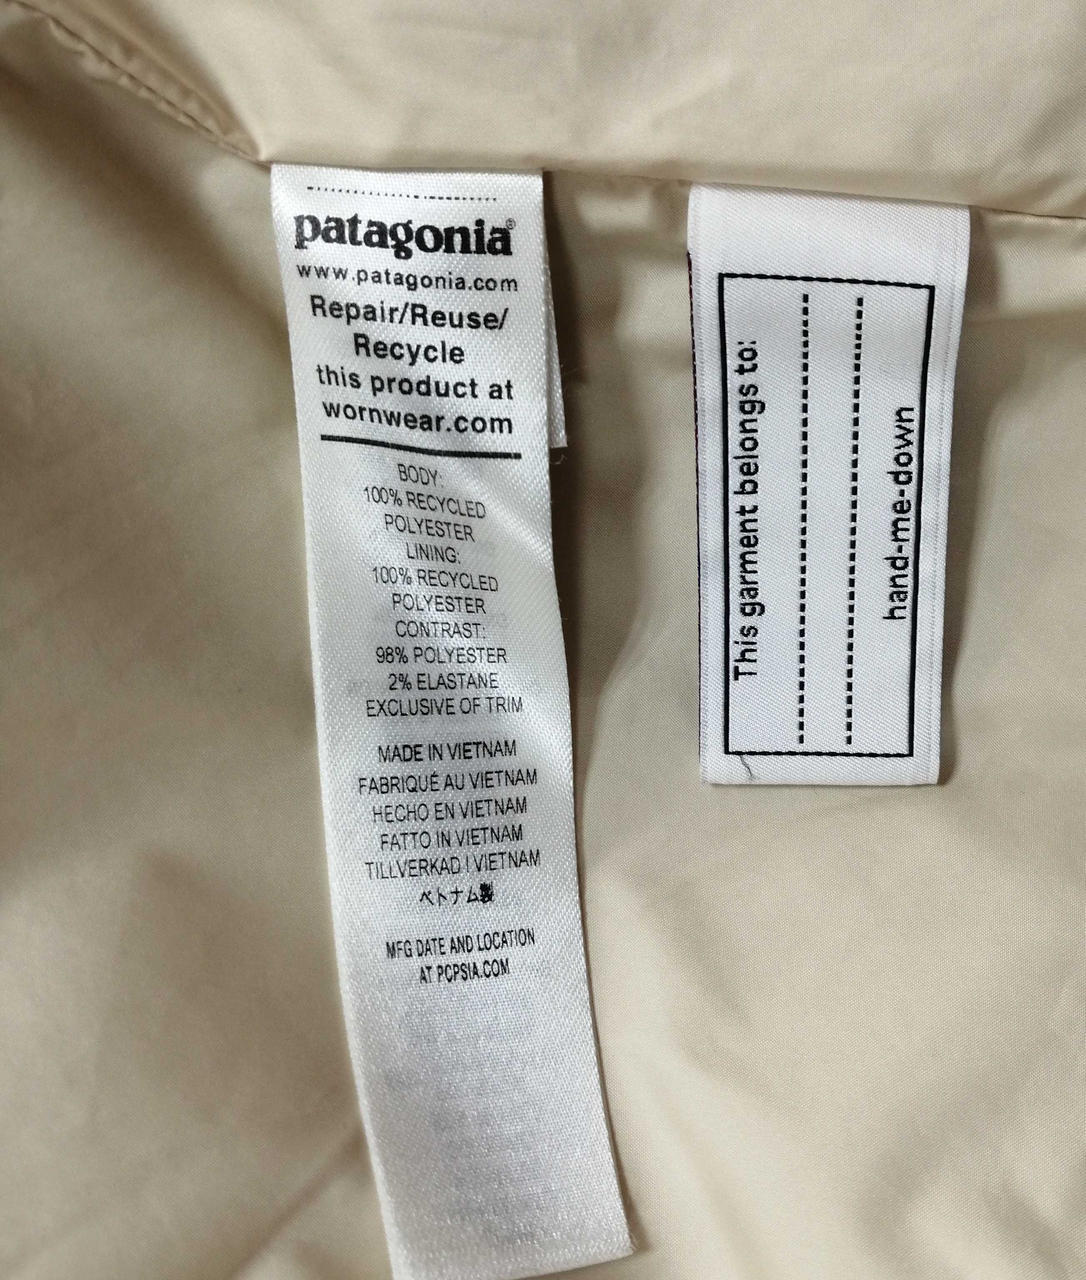 patagonia®
www.patagonia.com
Repair/Reuse/
Recycle
this product at
wornwear.com
BODY:
100% RECYCLED
POLYESTER
LINING:
100% RECYCLED
POLYESTER
CONTRAST:
98% POLYESTER
2% ELASTANE
EXCLUSIVE OF TRIM
MADE IN VIETNAM
FABRIQUÉ AU VIETNAM
HECHO EN VIETNAM
FATTO IN VIETNAM
TILLVERKAD I VIETNAM
ベトナム製
MFG DATE AND LOCATION
AT PCPSIA.COM
This garment belongs to:
hand-me-down